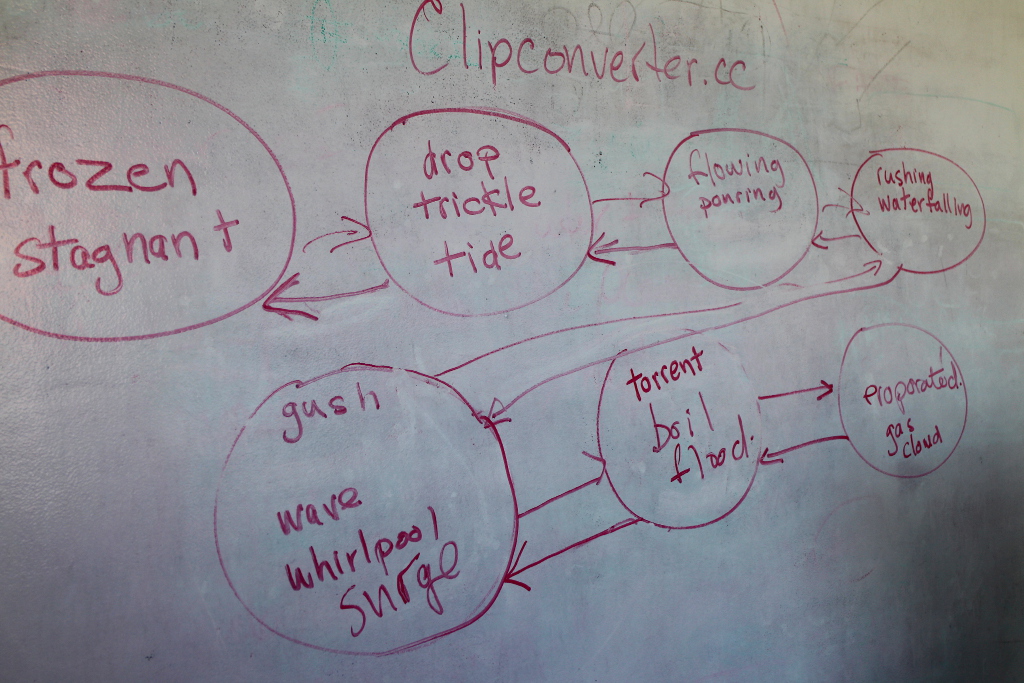 Clipconverter.cc
frozen
stagnant
drop
trickle
tide
flowing
pouring
rushing
waterfalling
gush
wave
whirlpool
surge
torrent
boil
flood.
evoporated.
gas
cloud